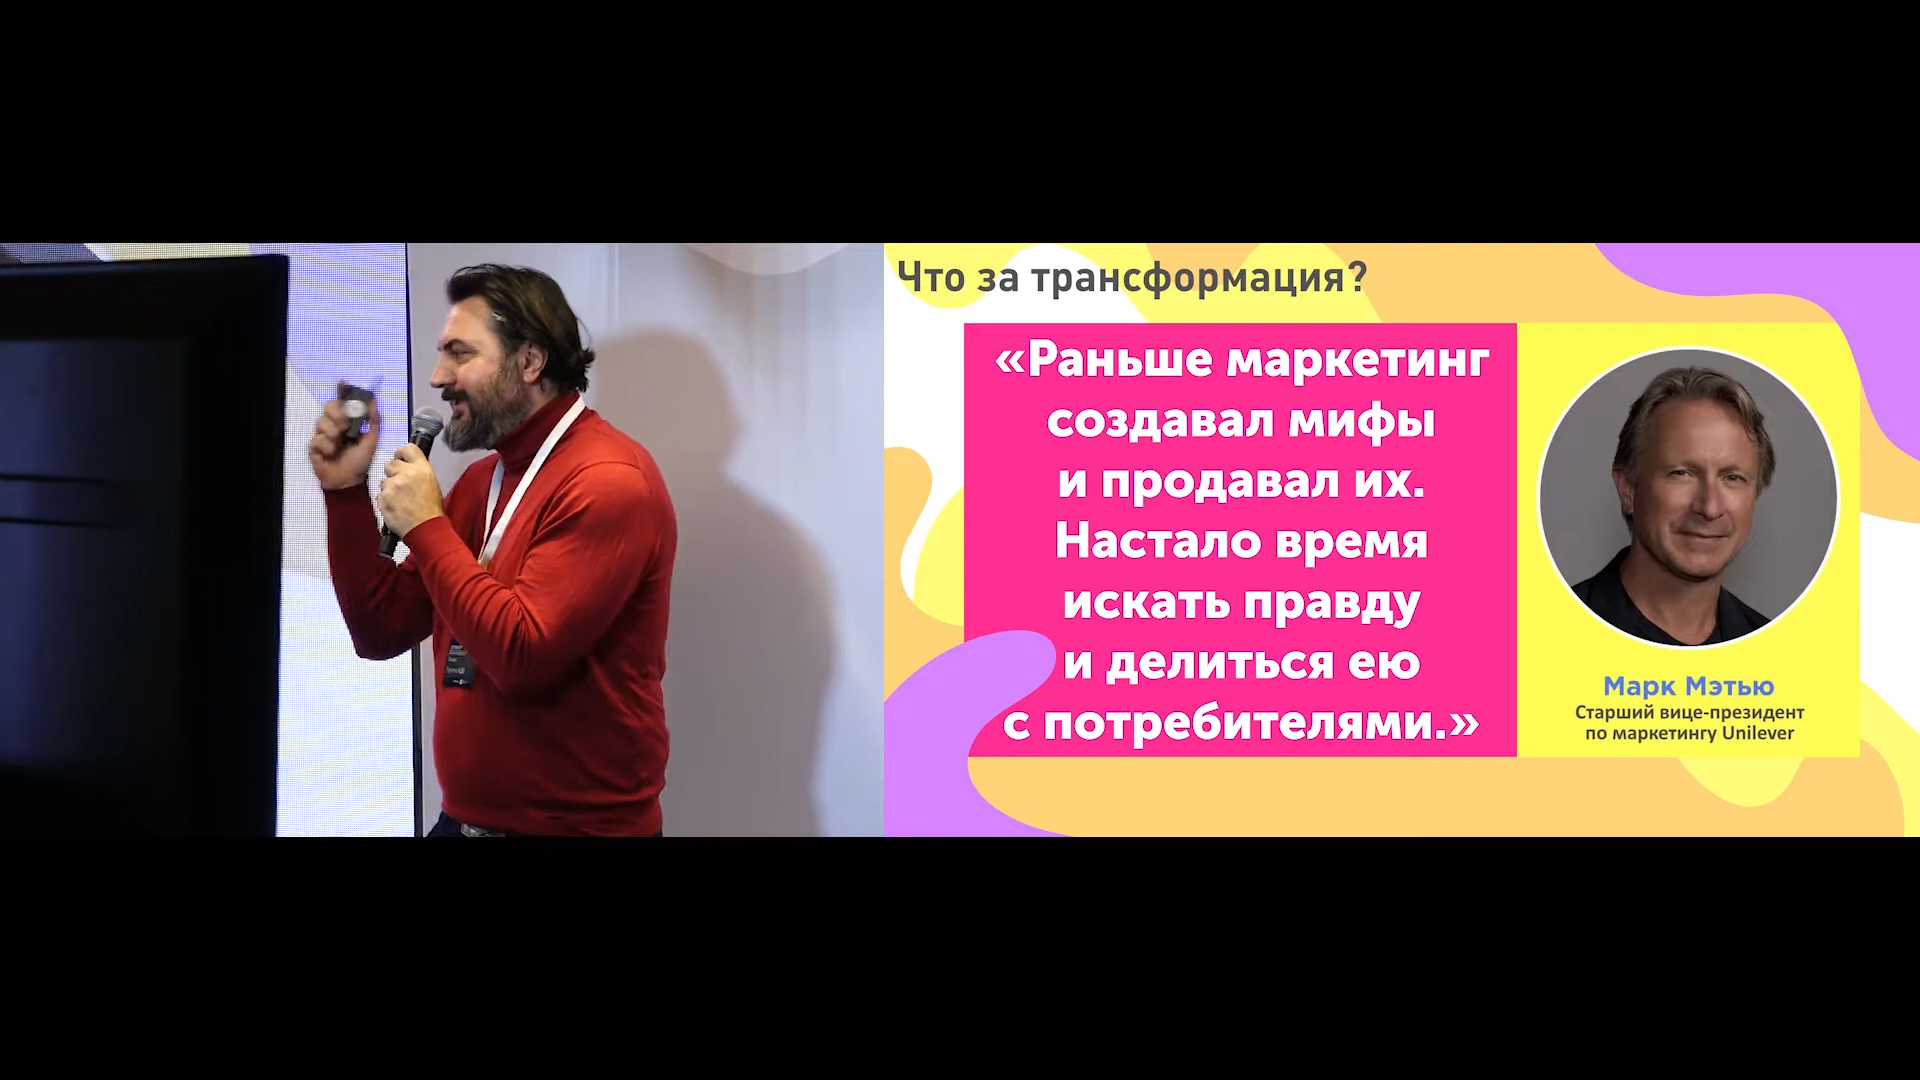 Что за трансформация?
«Раньше маркетинг
создавал мифы
и продавал их.
Настало время
искать правду
и делиться ею
с потребителями.»
Марк Мэтью
Старший вице-президент
по маркетингу Unilever